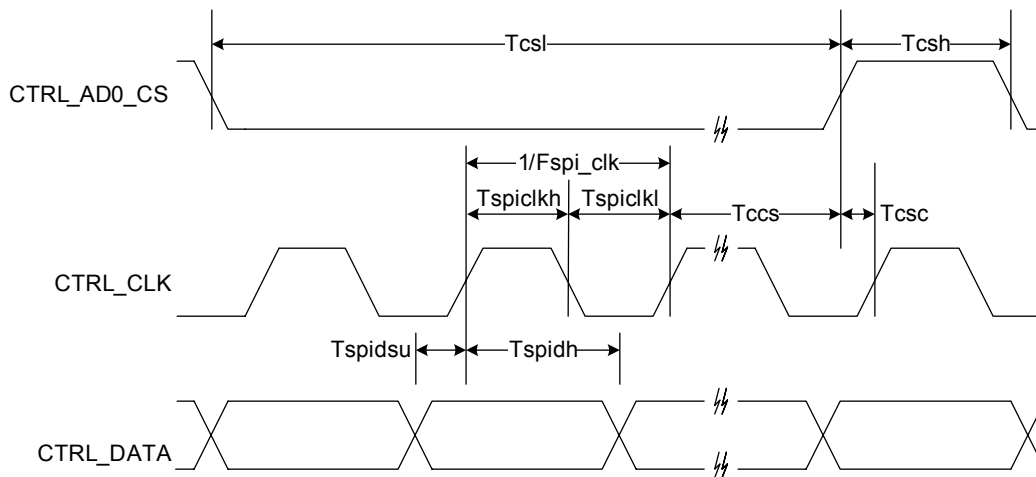 Tcsl
Tcsh
CTRL_AD0_CS
1/Fspi_clk
Tspiclkh
Tspiclkl
Tccs
Tcsc
CTRL_CLK
Tspidsu
Tspidh
CTRL_DATA